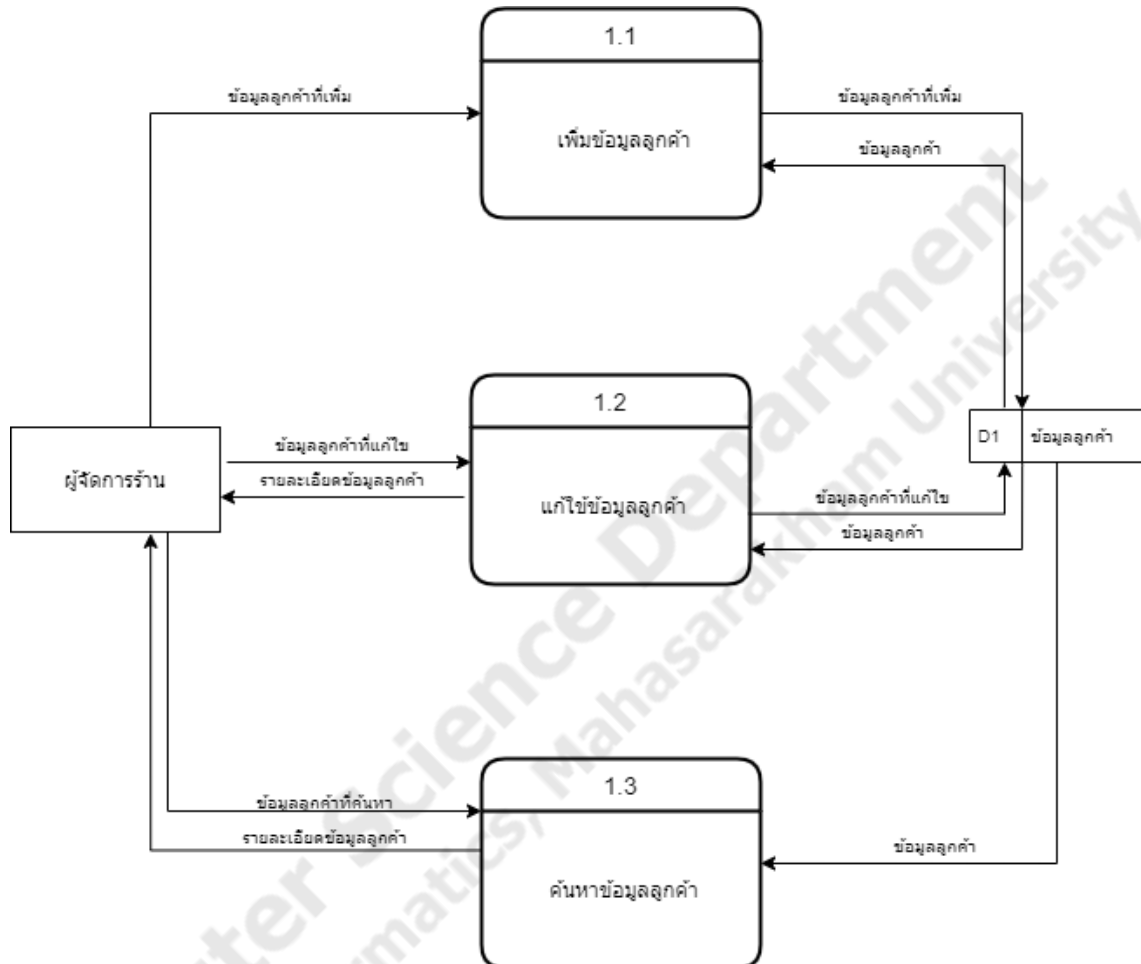 1.1
ข้อมูลลูกค้าที่เพิ่ม
ข้อมูลลูกค้าที่เพิ่ม
เพิ่มข้อมูลลูกค้า
ข้อมูลลูกค้า
1.2
D1
ข้อมูลลูกค้า
ข้อมูลลูกค้าที่แก้ไข
ผู้จัดการร้าน
รายละเอียดข้อมูลลูกค้า
แก้ใข้ข้อมูลลูกค้า
ข้อมูลลูกค้าที่แก้ไข
ข้อมูลลูกค้า
1.3
ข้อมูลลูกค้าที่ค้นหา
รายละเอียดข้อมูลลูกค้า
ข้อมูลลูกค้า
ค้นหาข้อมูลลูกค้า
ter Science Department
rmatics, Mahasarakham University